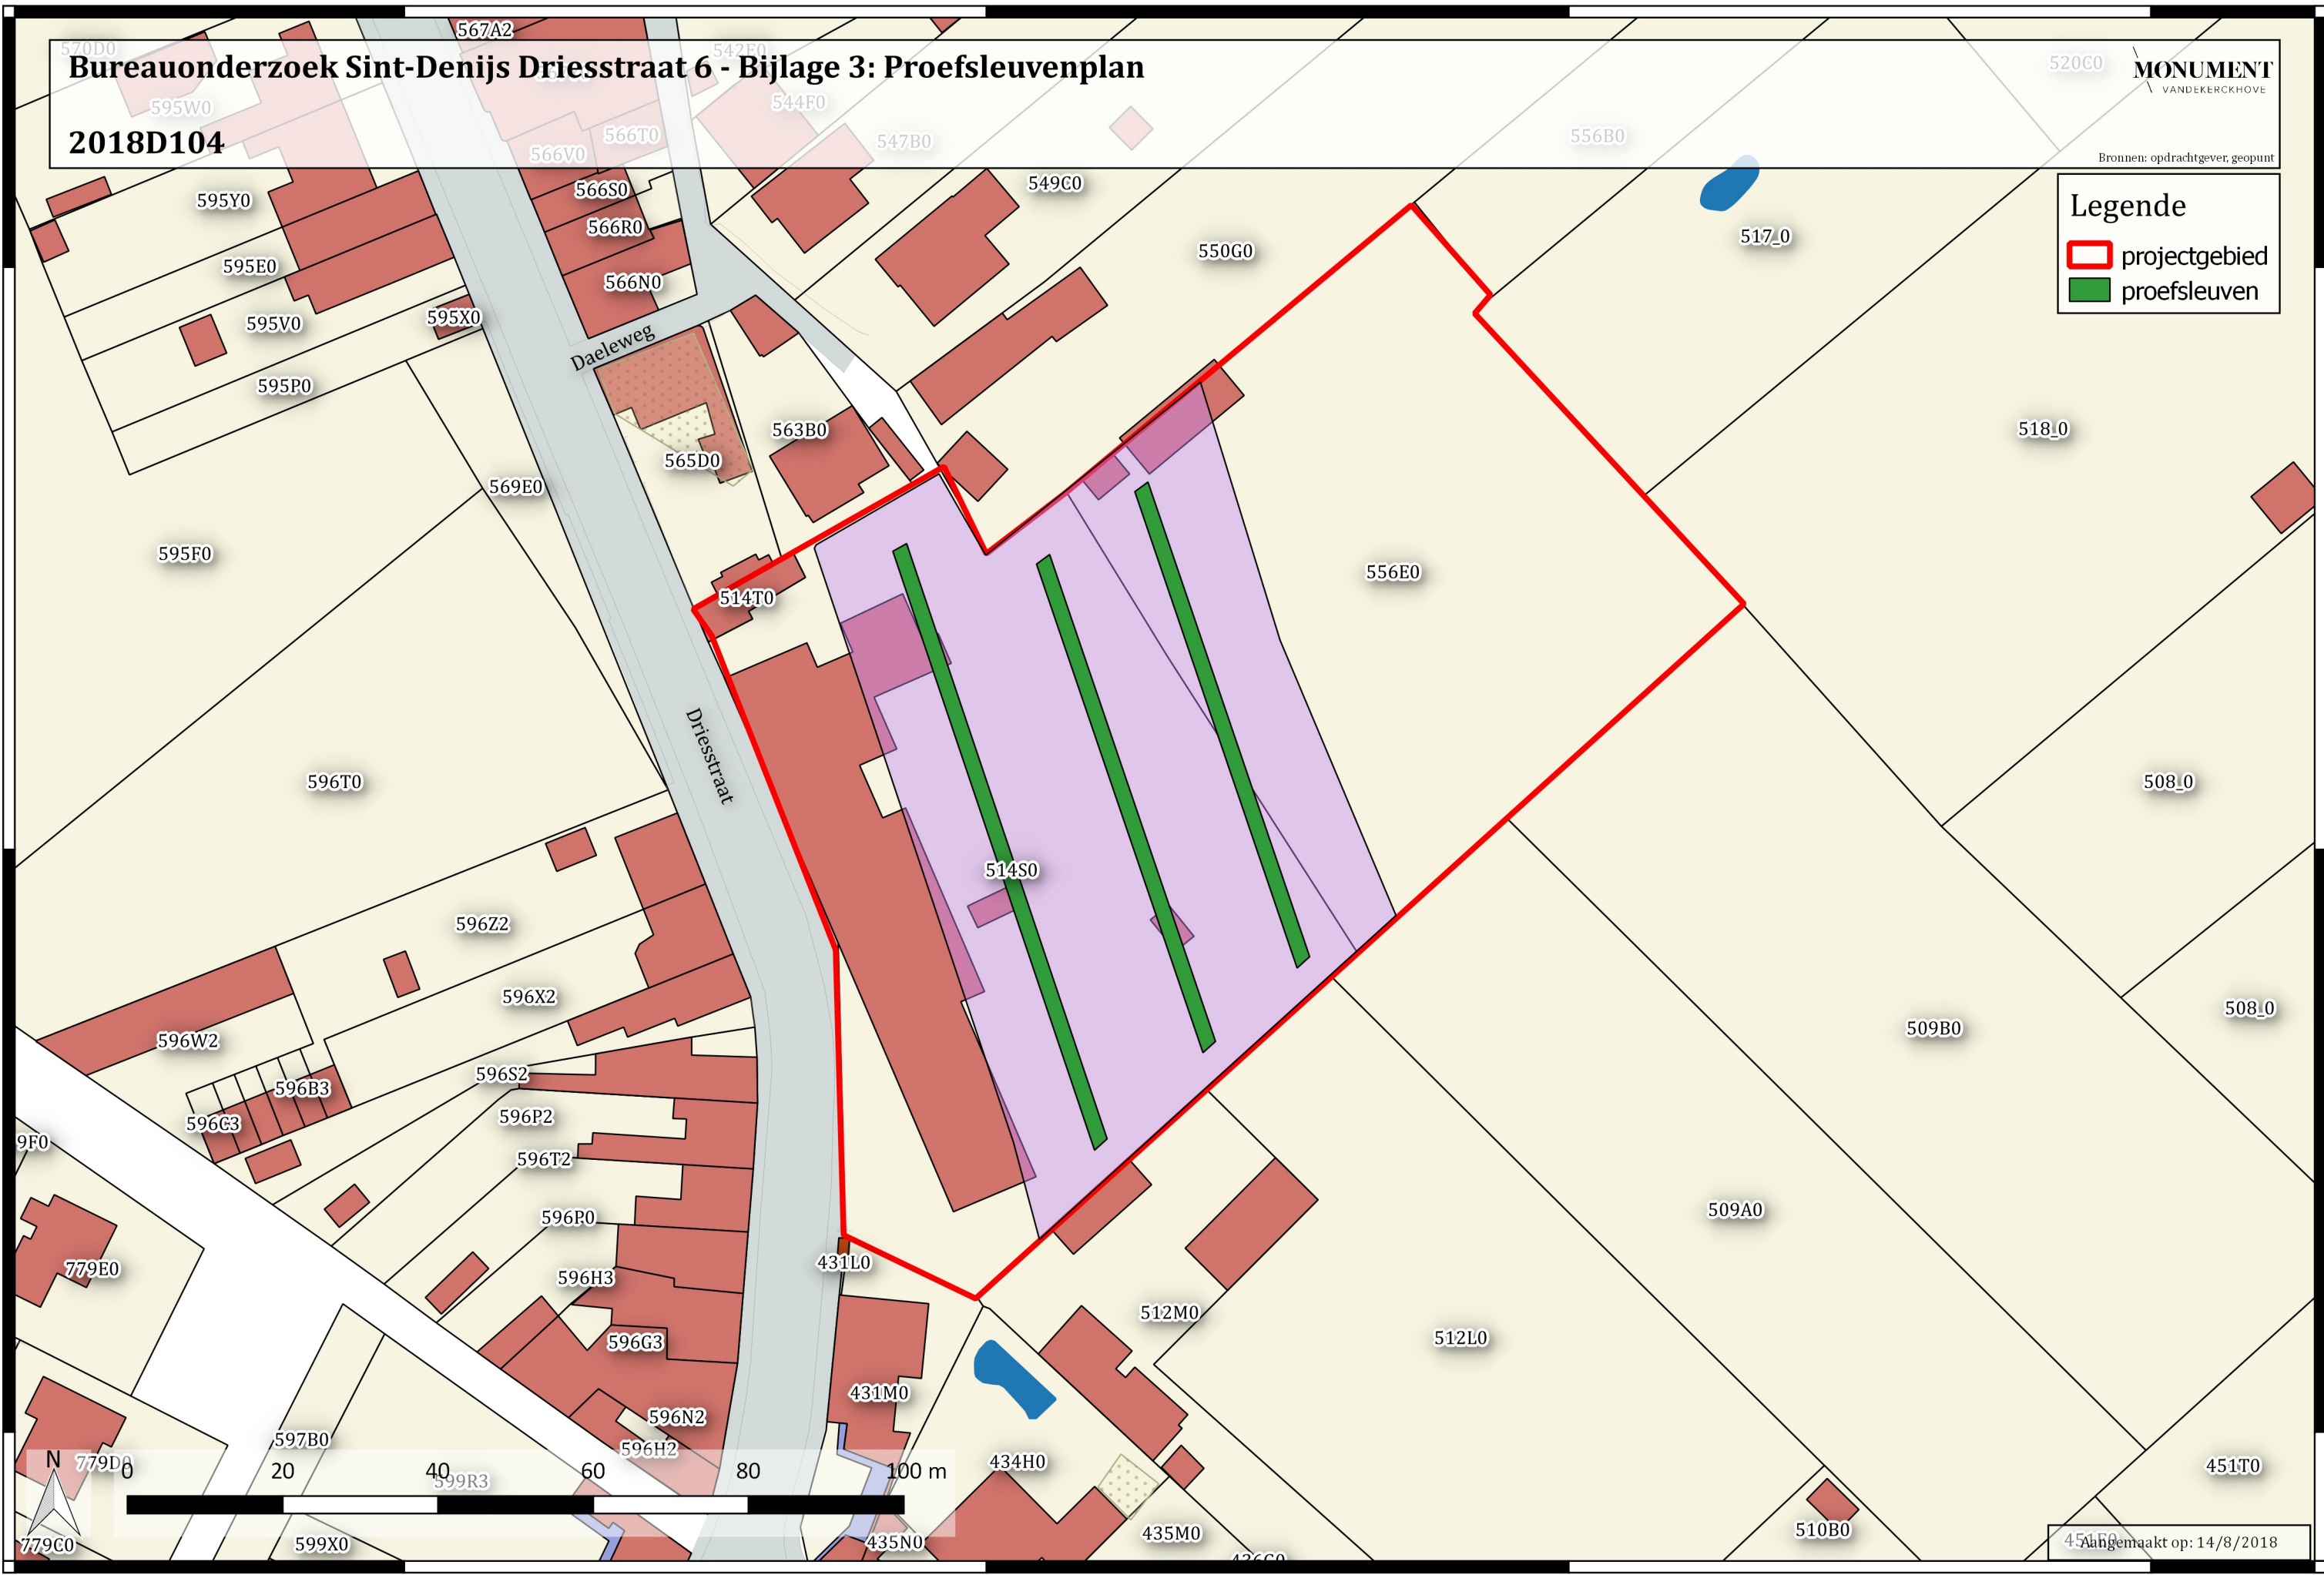 567A2
570D0
542E0
520C0
Bureauonderzoek Sint-Denijs Driesstraat 6 - Bijlage 3: Proefsleuvenplan
MONUMENT
VANDEKERCKHOVE
595W0
544F0
566T0
547B0
556B0
2018D104
566V0
Bronnen: opdrachtgever, geopunt
595Y0
566S0
549C0
Legende
566R0
550G0
517_0
projectgebied
595E0
566N0
proefsleuven
595V0
595X0
Daeleweg
595P0
563B0
518_0
565D0
569E0
595F0
556E0
514T0
Driesstraat
596T0
508_0
514S0
596Z2
596X2
508_0
509B0
596W2
596S2
596B3
596C3
596P2
9F0
596T2
509A0
596P0
779E0
431L0
596H3
512M0
512L0
596G3
431M0
596N2
597B0
596H2
N
779D0
434H0
451T0
0 20 40 60 80 100 m
599R3
510B0
435M0
779C0
599X0
435N0
436G0
451E0
Aangemaakt op: 14/8/2018